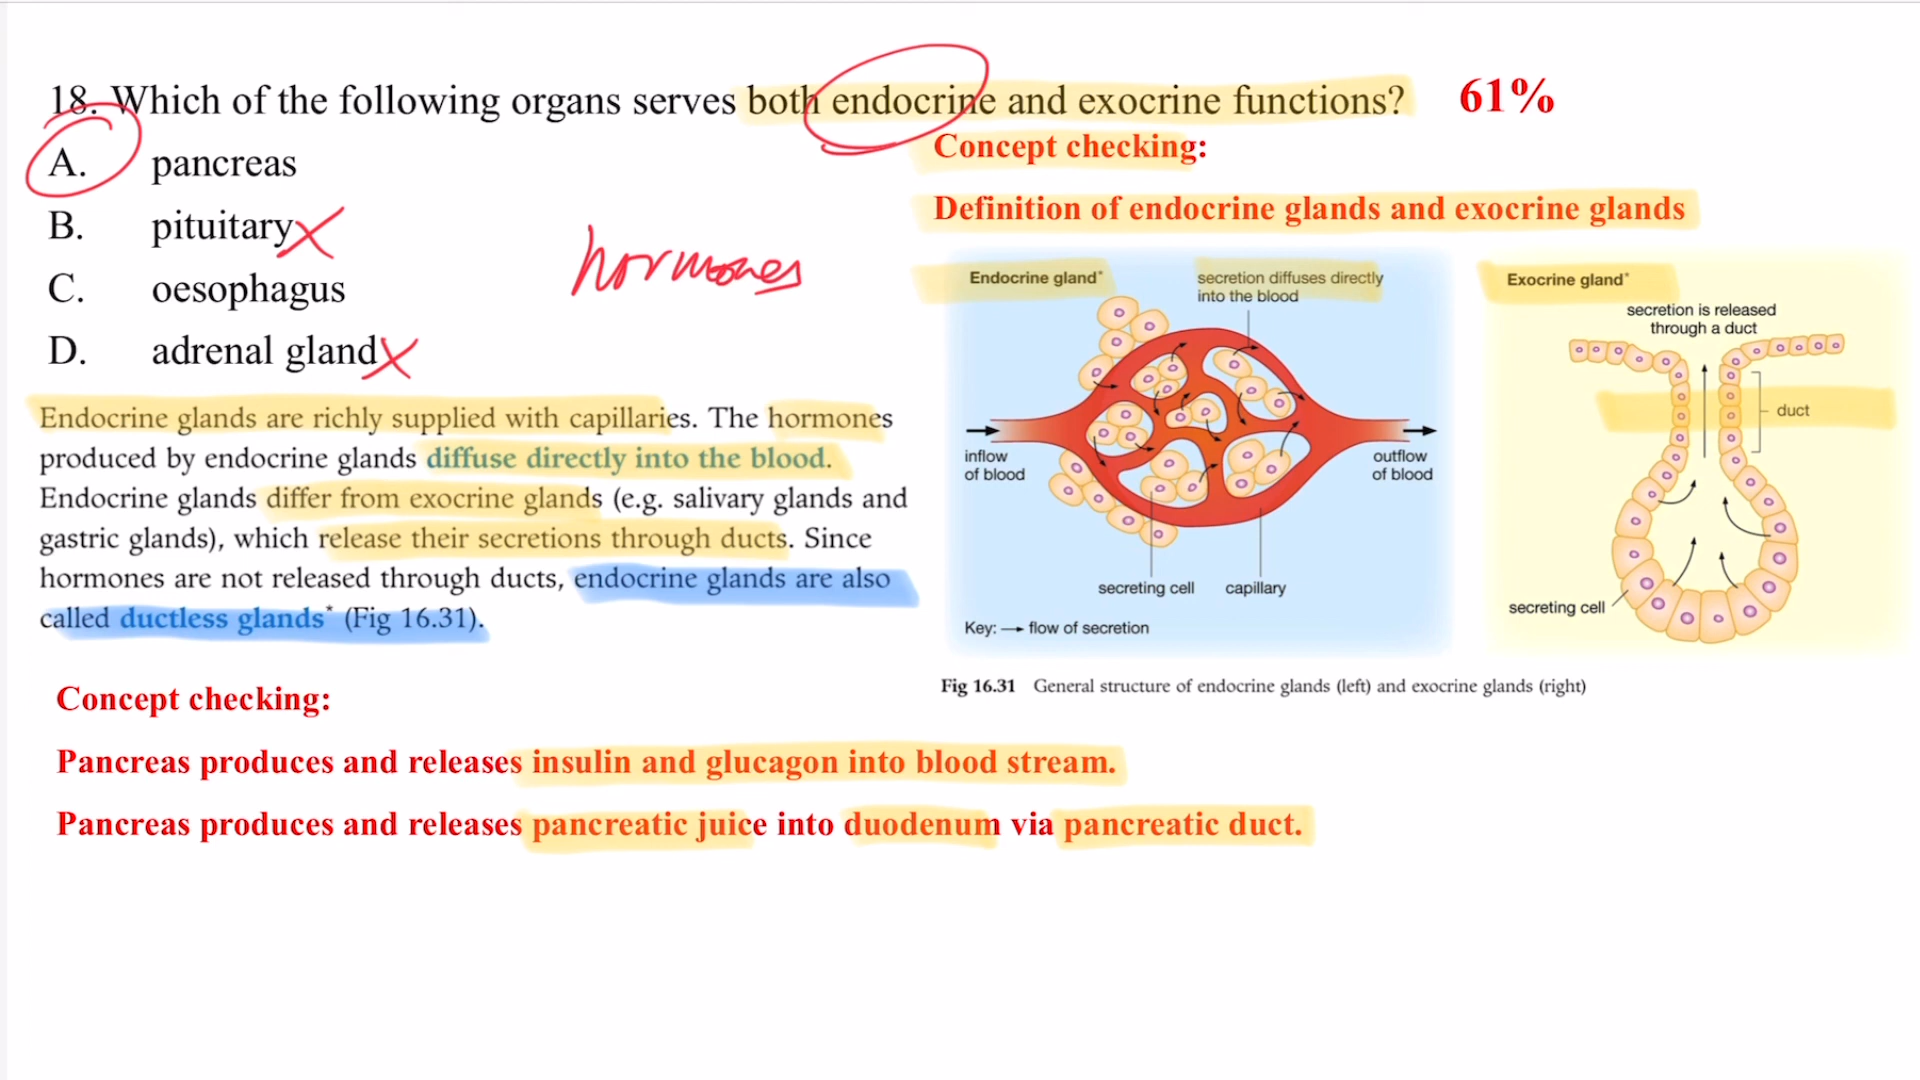 18. Which of the following organs serves both endocrine and exocrine functions? 61%
A. pancreas
B. pituitary
C. oesophagus
D. adrenal gland
hormones
Concept checking:
Definition of endocrine glands and exocrine glands
Endocrine glands are richly supplied with capillaries. The hormones
produced by endocrine glands diffuse directly into the blood.
Endocrine glands differ from exocrine glands (e.g. salivary glands and
gastric glands), which release their secretions through ducts. Since
hormones are not released through ducts, endocrine glands are also
called ductless glands* (Fig 16.31).
Endocrine gland*
secretion diffuses directly
into the blood
inflow
of blood
outflow
of blood
secreting cell
capillary
Key: → flow of secretion
Exocrine gland*
secretion is released
through a duct
duct
secreting cell
Fig 16.31 General structure of endocrine glands (left) and exocrine glands (right)
Concept checking:
Pancreas produces and releases insulin and glucagon into blood stream.
Pancreas produces and releases pancreatic juice into duodenum via pancreatic duct.